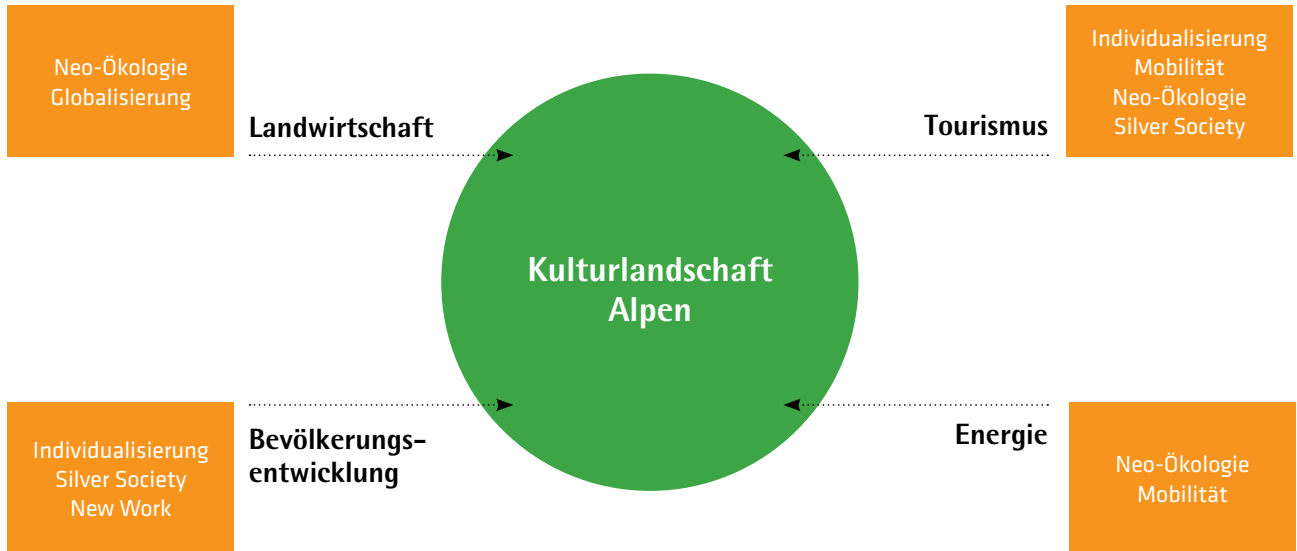 Neo-Ökologie
Globalisierung
Landwirtschaft
Individualisierung
Mobilität
Neo-Ökologie
Silver Society
Tourismus
Kulturlandschaft
Alpen
Individualisierung
Silver Society
New Work
Bevölkerungs-
entwicklung
Energie
Neo-Ökologie
Mobilität